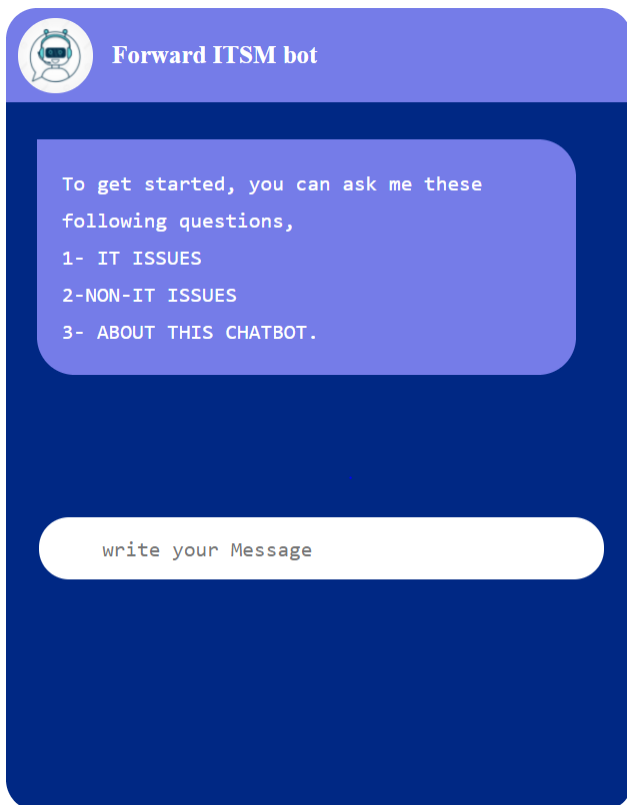 Forward ITSM bot
To get started, you can ask me these
following questions,
1- IT ISSUES
2-NON-IT ISSUES
3- ABOUT THIS CHATBOT.
write your Message